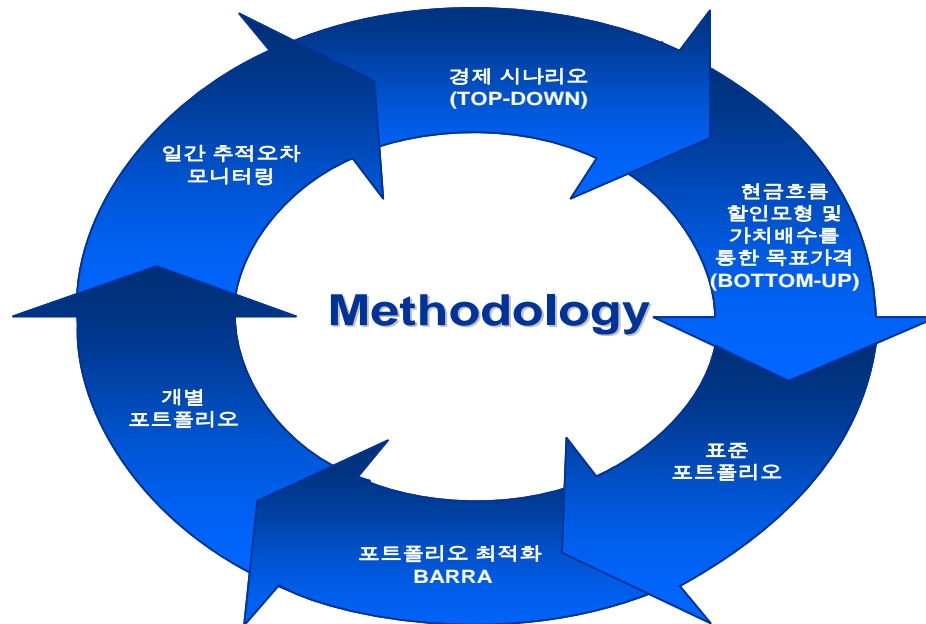 경제 시나리오
(TOP-DOWN)
현금흐름
할인모형 및
가치배수를
통한 목표가격
(BOTTOM-UP)
표준
포트폴리오
포트폴리오 최적화
BARRA
개별
포트폴리오
일간 추적오차
모니터링
Methodology